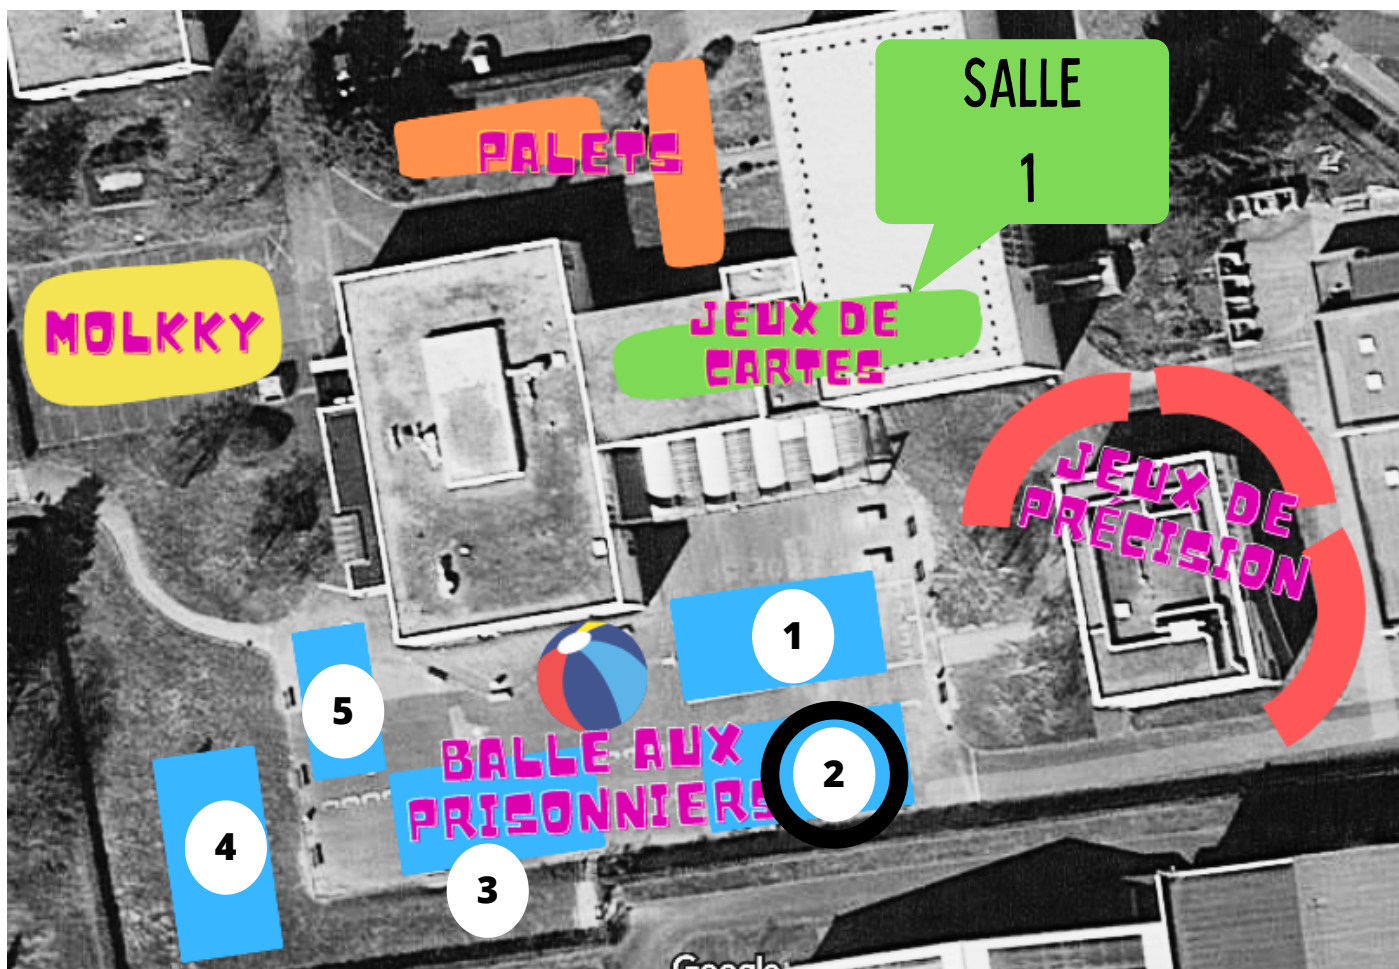 SALLE
1
PALETS
MOLKKY
JEUX DE
CARTES
JEUX DE
PRÉCISION
1
5
BALLE AUX
PRISONNIERS
2
4
3
Google